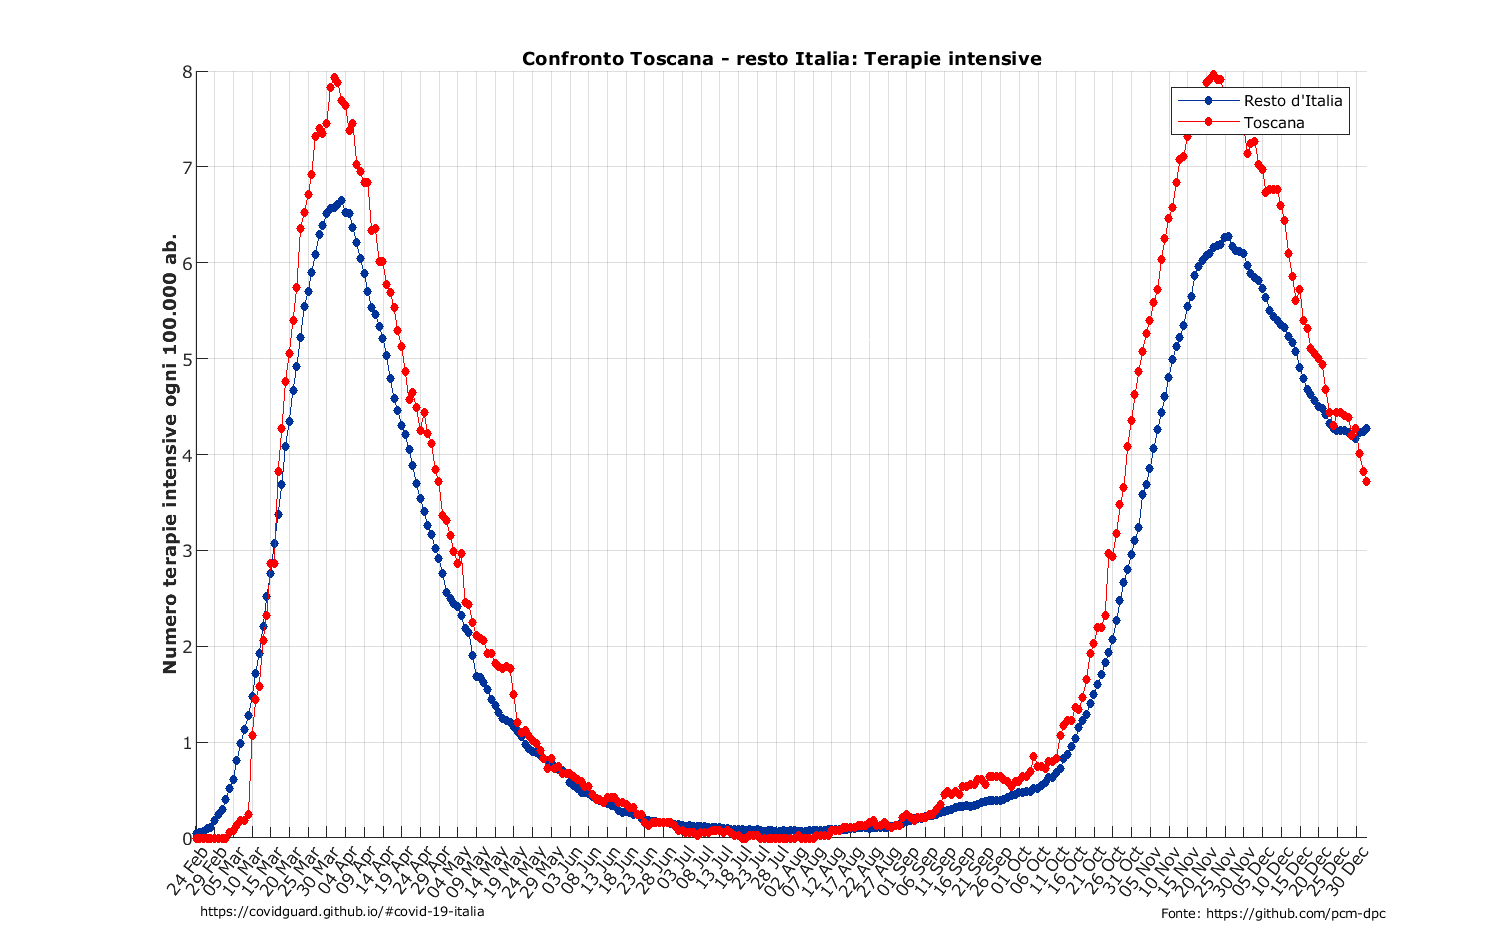 Confronto Toscana - resto Italia: Terapie intensive
Numero terapie intensive ogni 100.000 ab.
8
7
6
5
4
3
2
1
0
Resto d'Italia
Toscana
24 Feb
29 Feb
05 Mar
10 Mar
15 Mar
20 Mar
25 Mar
30 Mar
04 Apr
09 Apr
14 Apr
19 Apr
24 Apr
29 Apr
04 May
09 May
14 May
19 May
24 May
29 May
03 Jun
08 Jun
13 Jun
18 Jun
23 Jun
28 Jun
03 Jul
08 Jul
13 Jul
18 Jul
23 Jul
28 Jul
02 Aug
07 Aug
12 Aug
17 Aug
22 Aug
27 Aug
01 Sep
06 Sep
11 Sep
16 Sep
21 Sep
26 Sep
01 Oct
06 Oct
11 Oct
16 Oct
21 Oct
26 Oct
31 Oct
05 Nov
10 Nov
15 Nov
20 Nov
25 Nov
30 Nov
05 Dec
10 Dec
15 Dec
20 Dec
25 Dec
30 Dec
https://covidguard.github.io/#covid-19-italia
Fonte: https://github.com/pcm-dpc